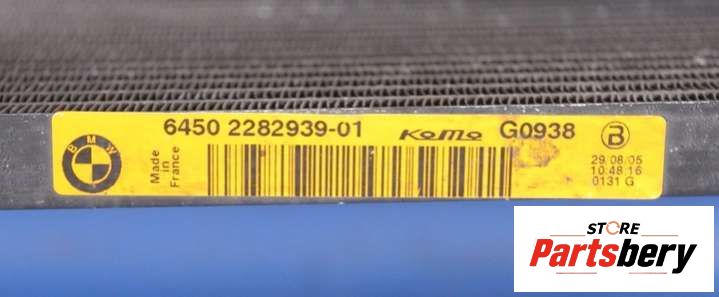 BMW
Made in France
6450 2282939-01 KOMO G0938
B
29/08/05
10:48:16
0131 G
STORE
Partsbery